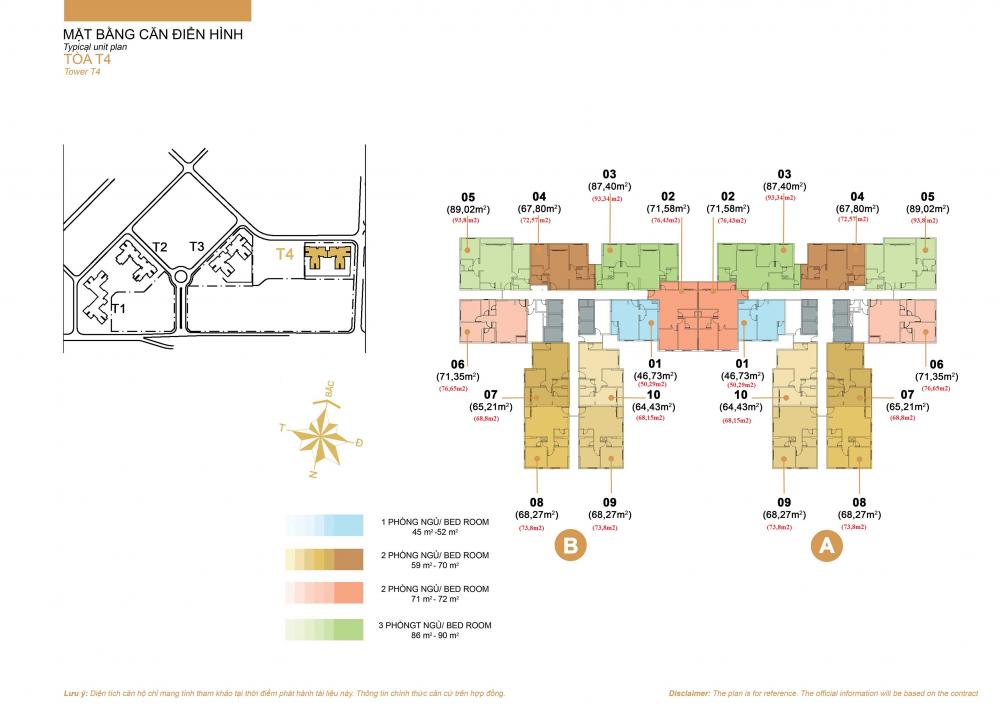 MẶT BẰNG CĂN ĐIỂN HÌNH
Typical unit plan
TÒA T4
Tower T4
T2
T3
T4
T1
BẮC
T
Đ
N
03
(87,40m²)
(93,34m2)
03
(87,40m²)
(93,34m2)
05
(89,02m²)
(93,8m2)
04
(67,80m²)
(72,57m2)
02
(71,58m²)
(76,43m2)
02
(71,58m²)
(76,43m2)
04
(67,80m²)
(72,57m2)
05
(89,02m²)
(93,8m2)
06
(71,35m²)
(76,65m2)
01
(46,73m²)
(50,29m2)
01
(46,73m²)
(50,29m2)
06
(71,35m²)
(76,65m2)
07
(65,21m²)
(68,8m2)
10
(64,43m²)
(68,15m2)
10
(64,43m²)
(68,15m2)
07
(65,21m²)
(68,8m2)
08
(68,27m²)
(73,8m2)
09
(68,27m²)
(73,8m2)
09
(68,27m²)
(73,8m2)
08
(68,27m²)
(73,8m2)
B
A
1 PHÒNG NGỦ/ BED ROOM
45 m² -52 m²
2 PHÒNG NGỦ/ BED ROOM
59 m² - 70 m²
2 PHÒNG NGỦ/ BED ROOM
71 m² - 72 m²
3 PHÒNGT NGỦ/ BED ROOM
86 m² - 90 m²
Lưu ý: Diện tích căn hộ chỉ mang tính tham khảo tại thời điểm phát hành tài liệu này. Thông tin chính thức căn cứ trên hợp đồng.
Disclaimer: The plan is for reference. The official information will be based on the contract